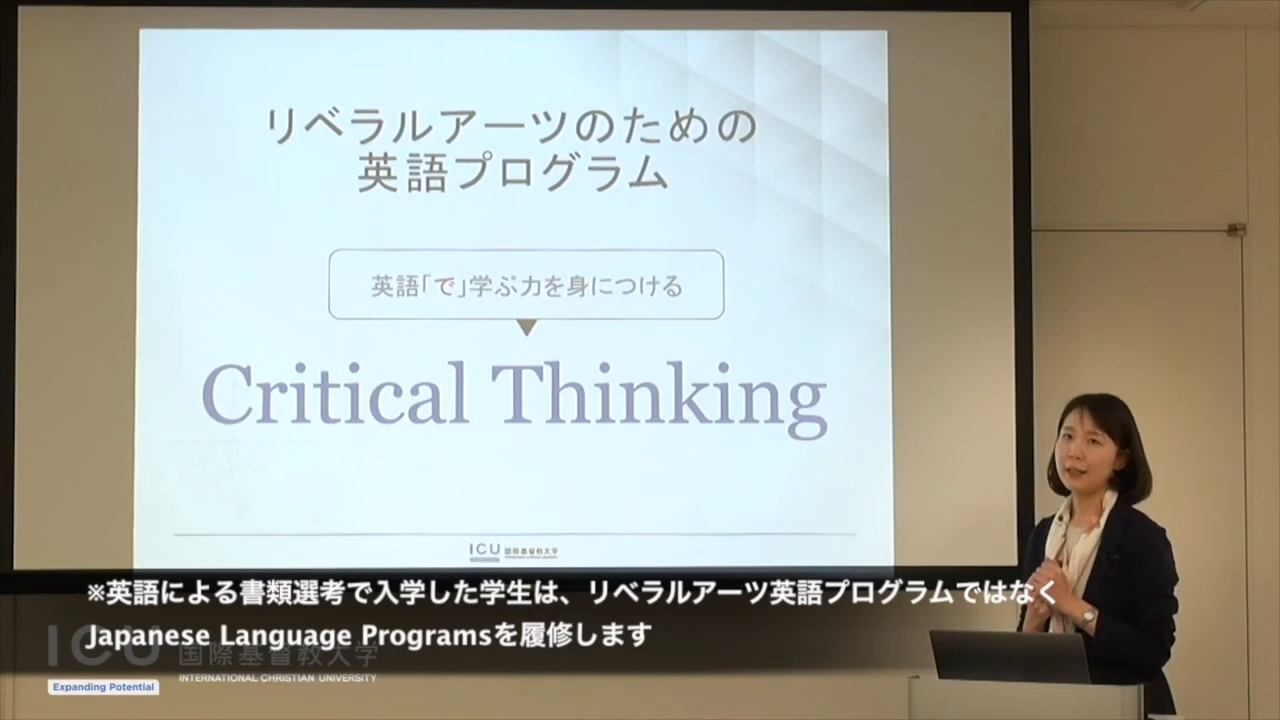 リベラルアーツのための
英語プログラム
英語「で」学ぶ力を身につける
Critical Thinking
ICU 国際基督教大学
※英語による書類選考で入学した学生は、リベラルアーツ英語プログラムではなく
Japanese Language Programsを履修します
ICU 国際基督教大学
INTERNATIONAL CHRISTIAN UNIVERSITY
Expanding Potential